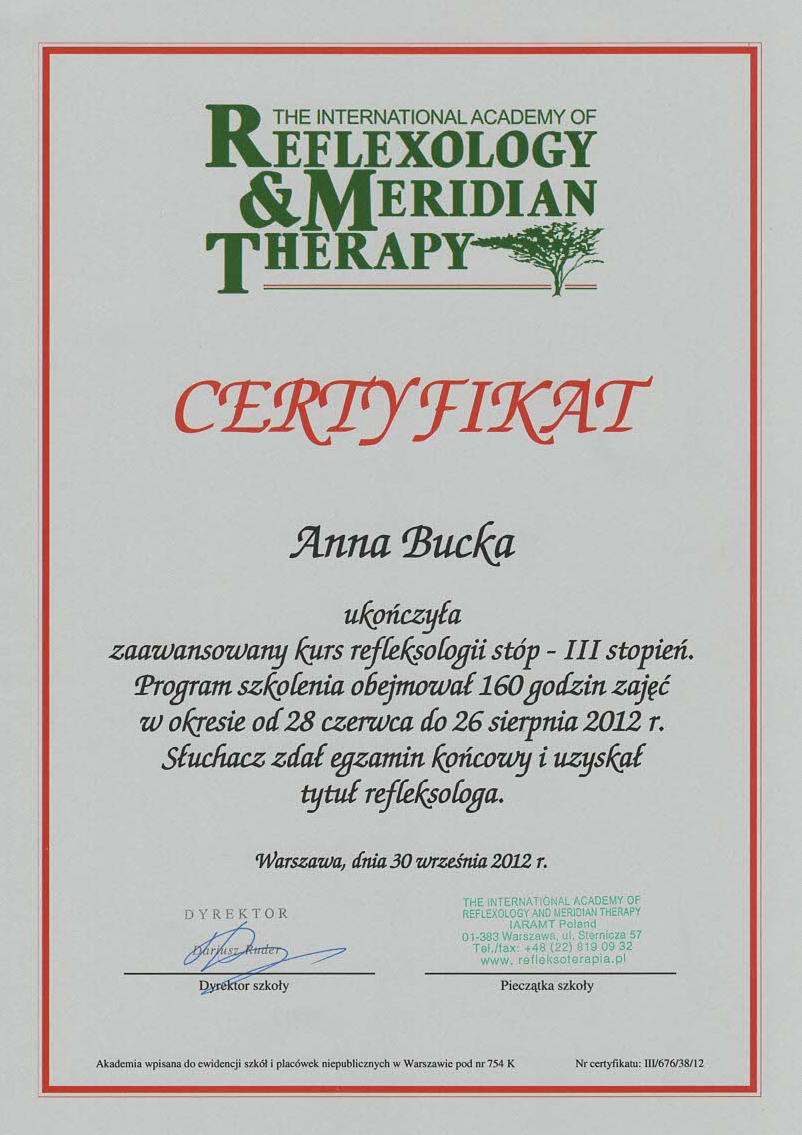 THE INTERNATIONAL ACADEMY OF
REFLEXOLOGY
& MERIDIAN
THERAPY
CERTYFIKAT
Anna Bucka
ukończyła
zaawansowany kurs refleksologii stóp - III stopień.
Program szkolenia obejmował 160 godzin zajęć
w okresie od 28 czerwca do 26 sierpnia 2012 r.
Słuchacz zdał egzamin końcowy i uzyskał
tytuł refleksologa.
Warszawa, dnia 30 września 2012 r.
DYREKTOR
Dariusz Ruder
Dyrektor szkoły
THE INTERNATIONAL ACADEMY OF
REFLEXOLOGY AND MERIDIAN THERAPY
IARAMT Poland
01-383 Warszawa, ul. Sternicza 57
Tel./fax: +48 (22) 819 09 32
www. refleksoterapia.pl
Pieczątka szkoły
Akademia wpisana do ewidencji szkół i placówek niepublicznych w Warszawie pod nr 754 K
Nr certyfikatu: III/676/38/12